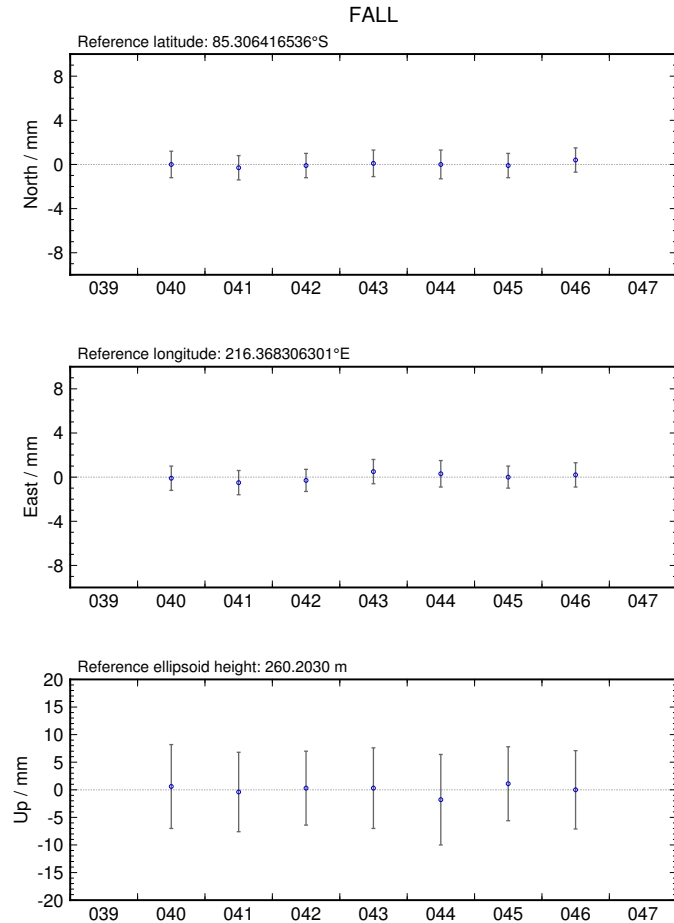 FALL
Reference latitude: 85.306416536°S
8
4
0
-4
-8
North / mm
039 040 041 042 043 044 045 046 047
Reference longitude: 216.368306301°E
8
4
0
-4
-8
East / mm
039 040 041 042 043 044 045 046 047
Reference ellipsoid height: 260.2030 m
20
15
10
5
0
-5
-10
-15
-20
Up / mm
039 040 041 042 043 044 045 046 047